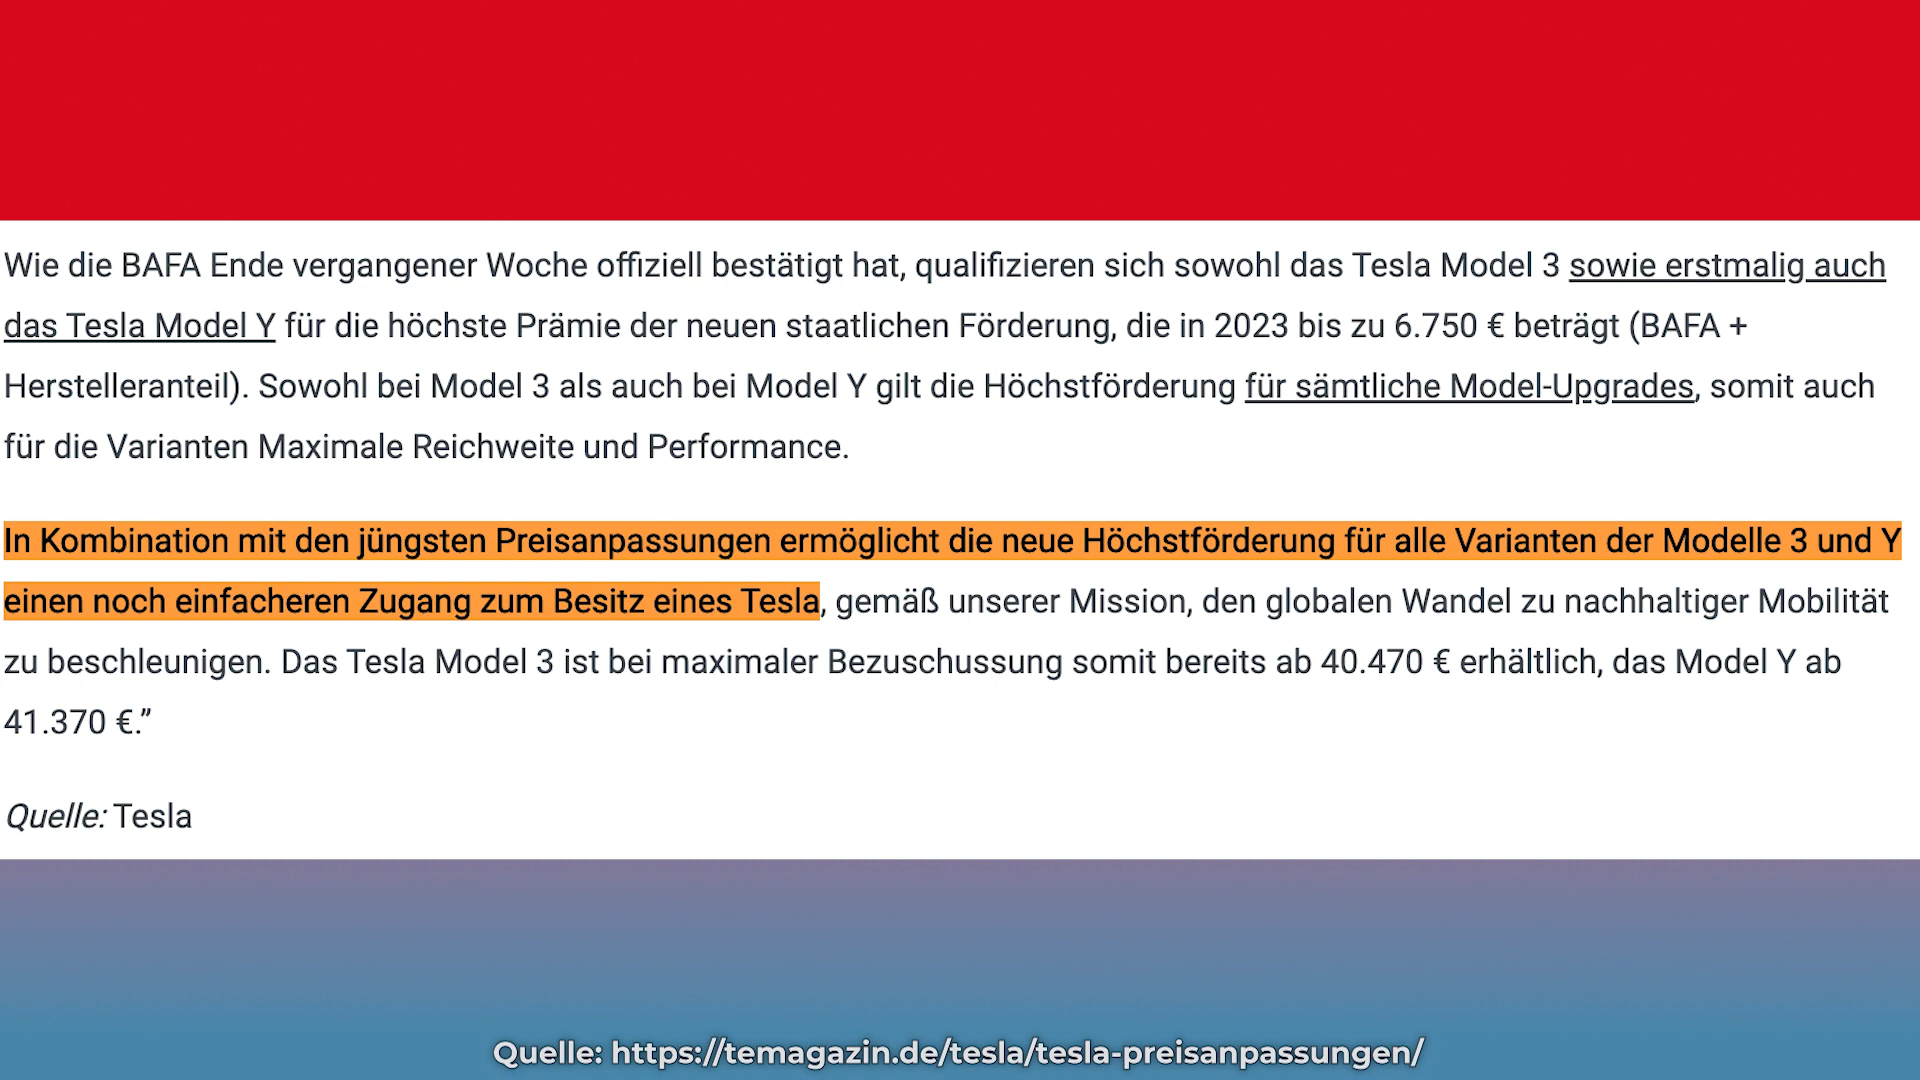 Wie die BAFA Ende vergangener Woche offiziell bestätigt hat, qualifizieren sich sowohl das Tesla Model 3 sowie erstmalig auch
das Tesla Model Y für die höchste Prämie der neuen staatlichen Förderung, die in 2023 bis zu 6.750 € beträgt (BAFA +
Herstelleranteil). Sowohl bei Model 3 als auch bei Model Y gilt die Höchstförderung für sämtliche Model-Upgrades, somit auch
für die Varianten Maximale Reichweite und Performance.
In Kombination mit den jüngsten Preisanpassungen ermöglicht die neue Höchstförderung für alle Varianten der Modelle 3 und Y
einen noch einfacheren Zugang zum Besitz eines Tesla, gemäß unserer Mission, den globalen Wandel zu nachhaltiger Mobilität
zu beschleunigen. Das Tesla Model 3 ist bei maximaler Bezuschussung somit bereits ab 40.470 € erhältlich, das Model Y ab
41.370 €.”
Quelle: Tesla
Quelle: https://temagazin.de/tesla/tesla-preisanpassungen/